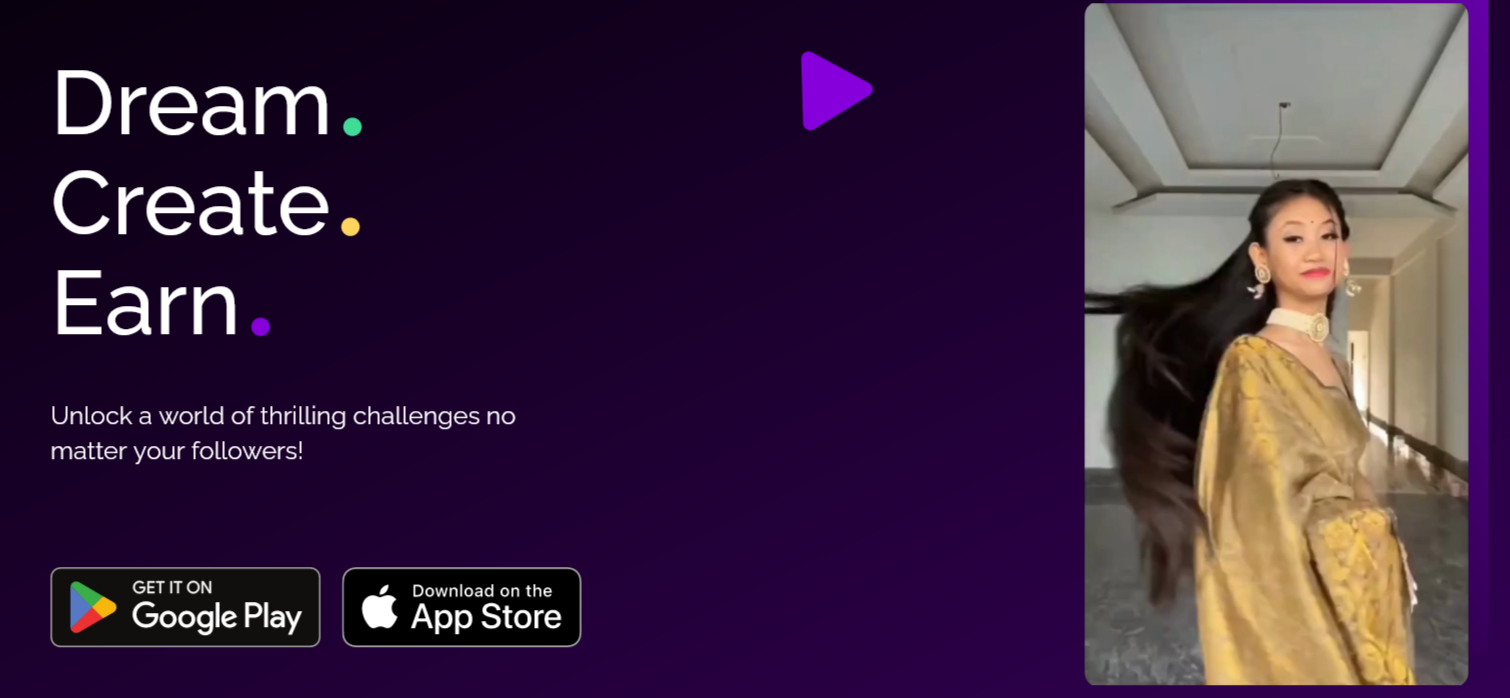 Dream.
Create.
Earn.
Unlock a world of thrilling challenges no
matter your followers!
GET IT ON
Google Play
Download on the
App Store